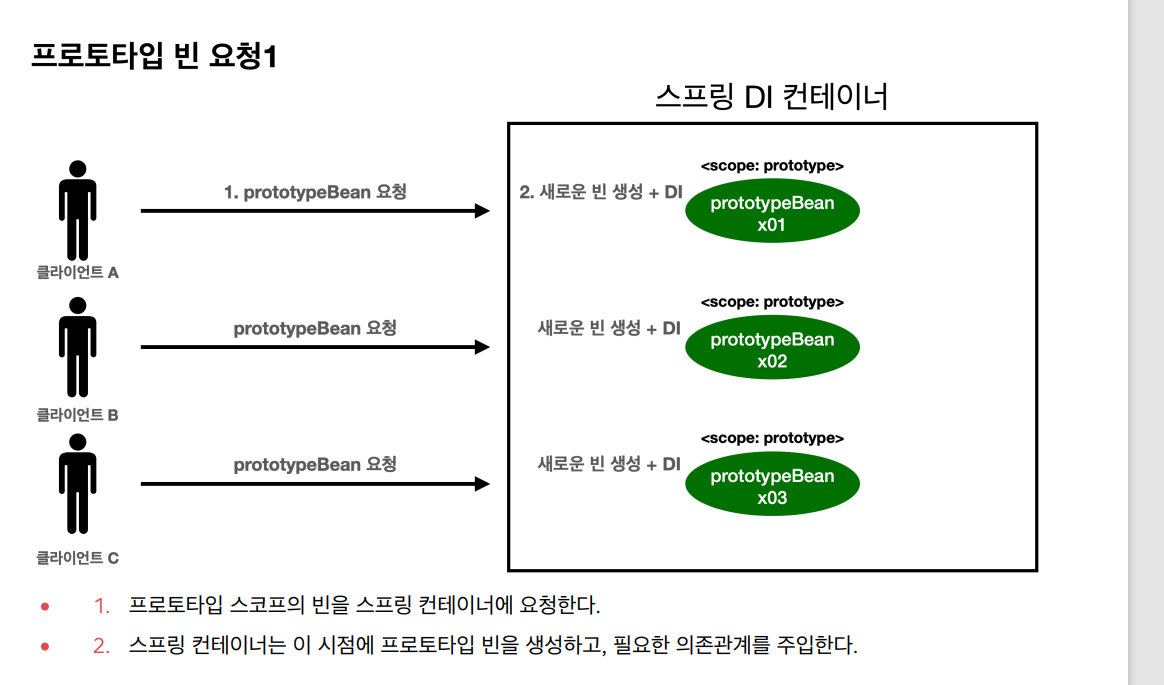 프로토타입 빈 요청1
스프링 DI 컨테이너
<scope: prototype>
1. prototypeBean 요청
2. 새로운 빈 생성 + DI
prototypeBean
x01
클라이언트 A
<scope: prototype>
prototypeBean 요청
새로운 빈 생성 + DI
prototypeBean
x02
클라이언트 B
<scope: prototype>
prototypeBean 요청
새로운 빈 생성 + DI
prototypeBean
x03
클라이언트 C
• 1. 프로토타입 스코프의 빈을 스프링 컨테이너에 요청한다.
• 2. 스프링 컨테이너는 이 시점에 프로토타입 빈을 생성하고, 필요한 의존관계를 주입한다.